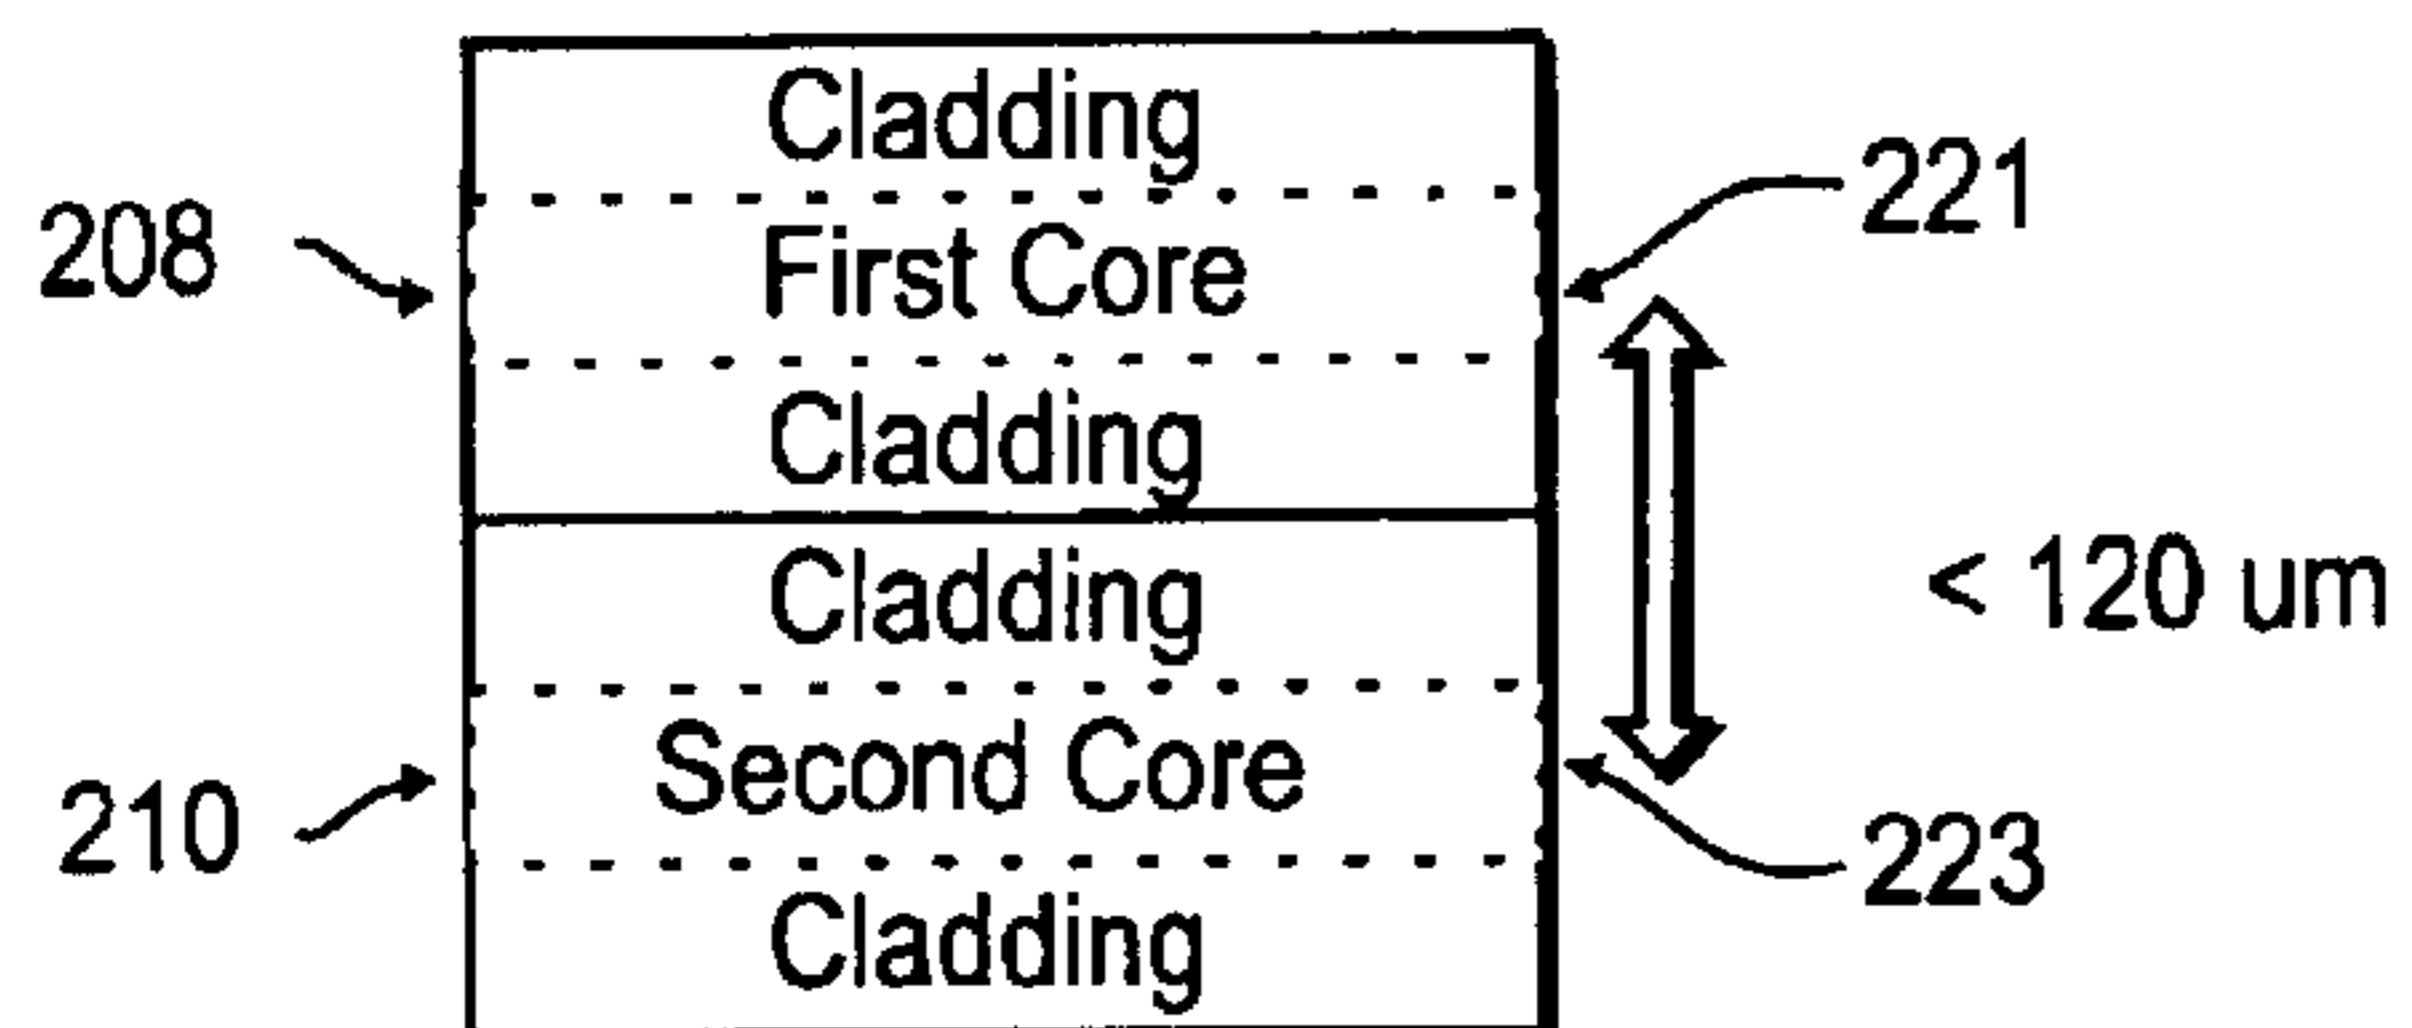 Cladding
221
208
First Core
Cladding
Cladding
< 120 um
Second Core
210
223
Cladding